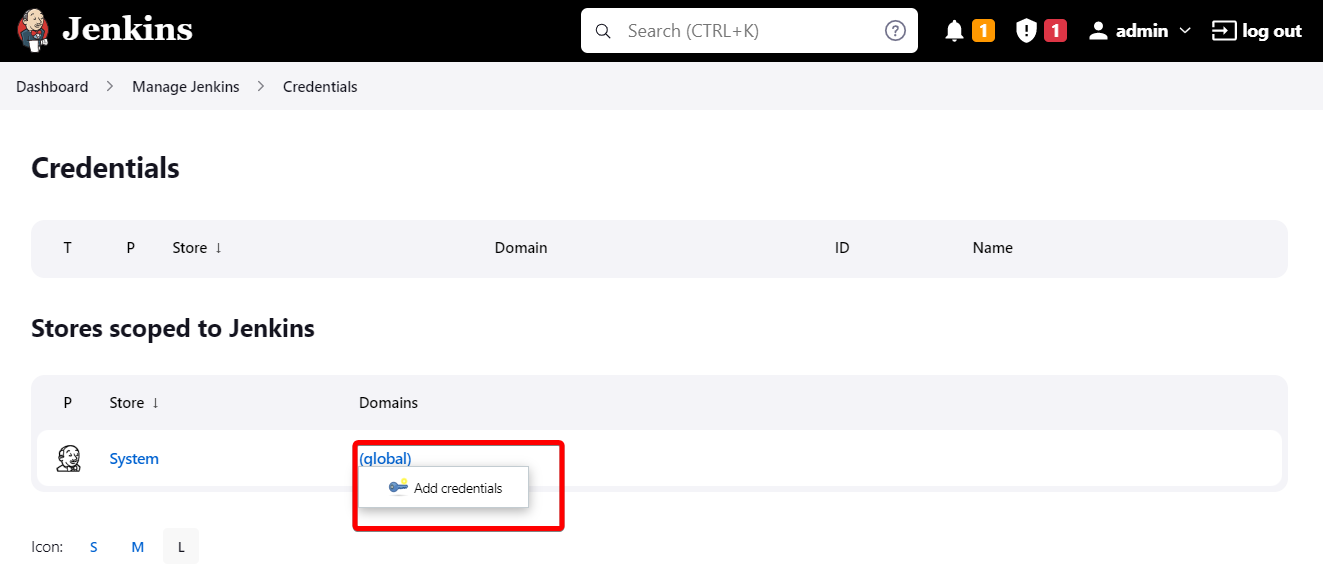 Jenkins Search (CTRL+K) ? 1 1 admin log out
Dashboard Manage Jenkins Credentials
Credentials
T P Store ↓ Domain ID Name
Stores scoped to Jenkins
P Store ↓ Domains
System (global)
Add credentials
Icon: S M L